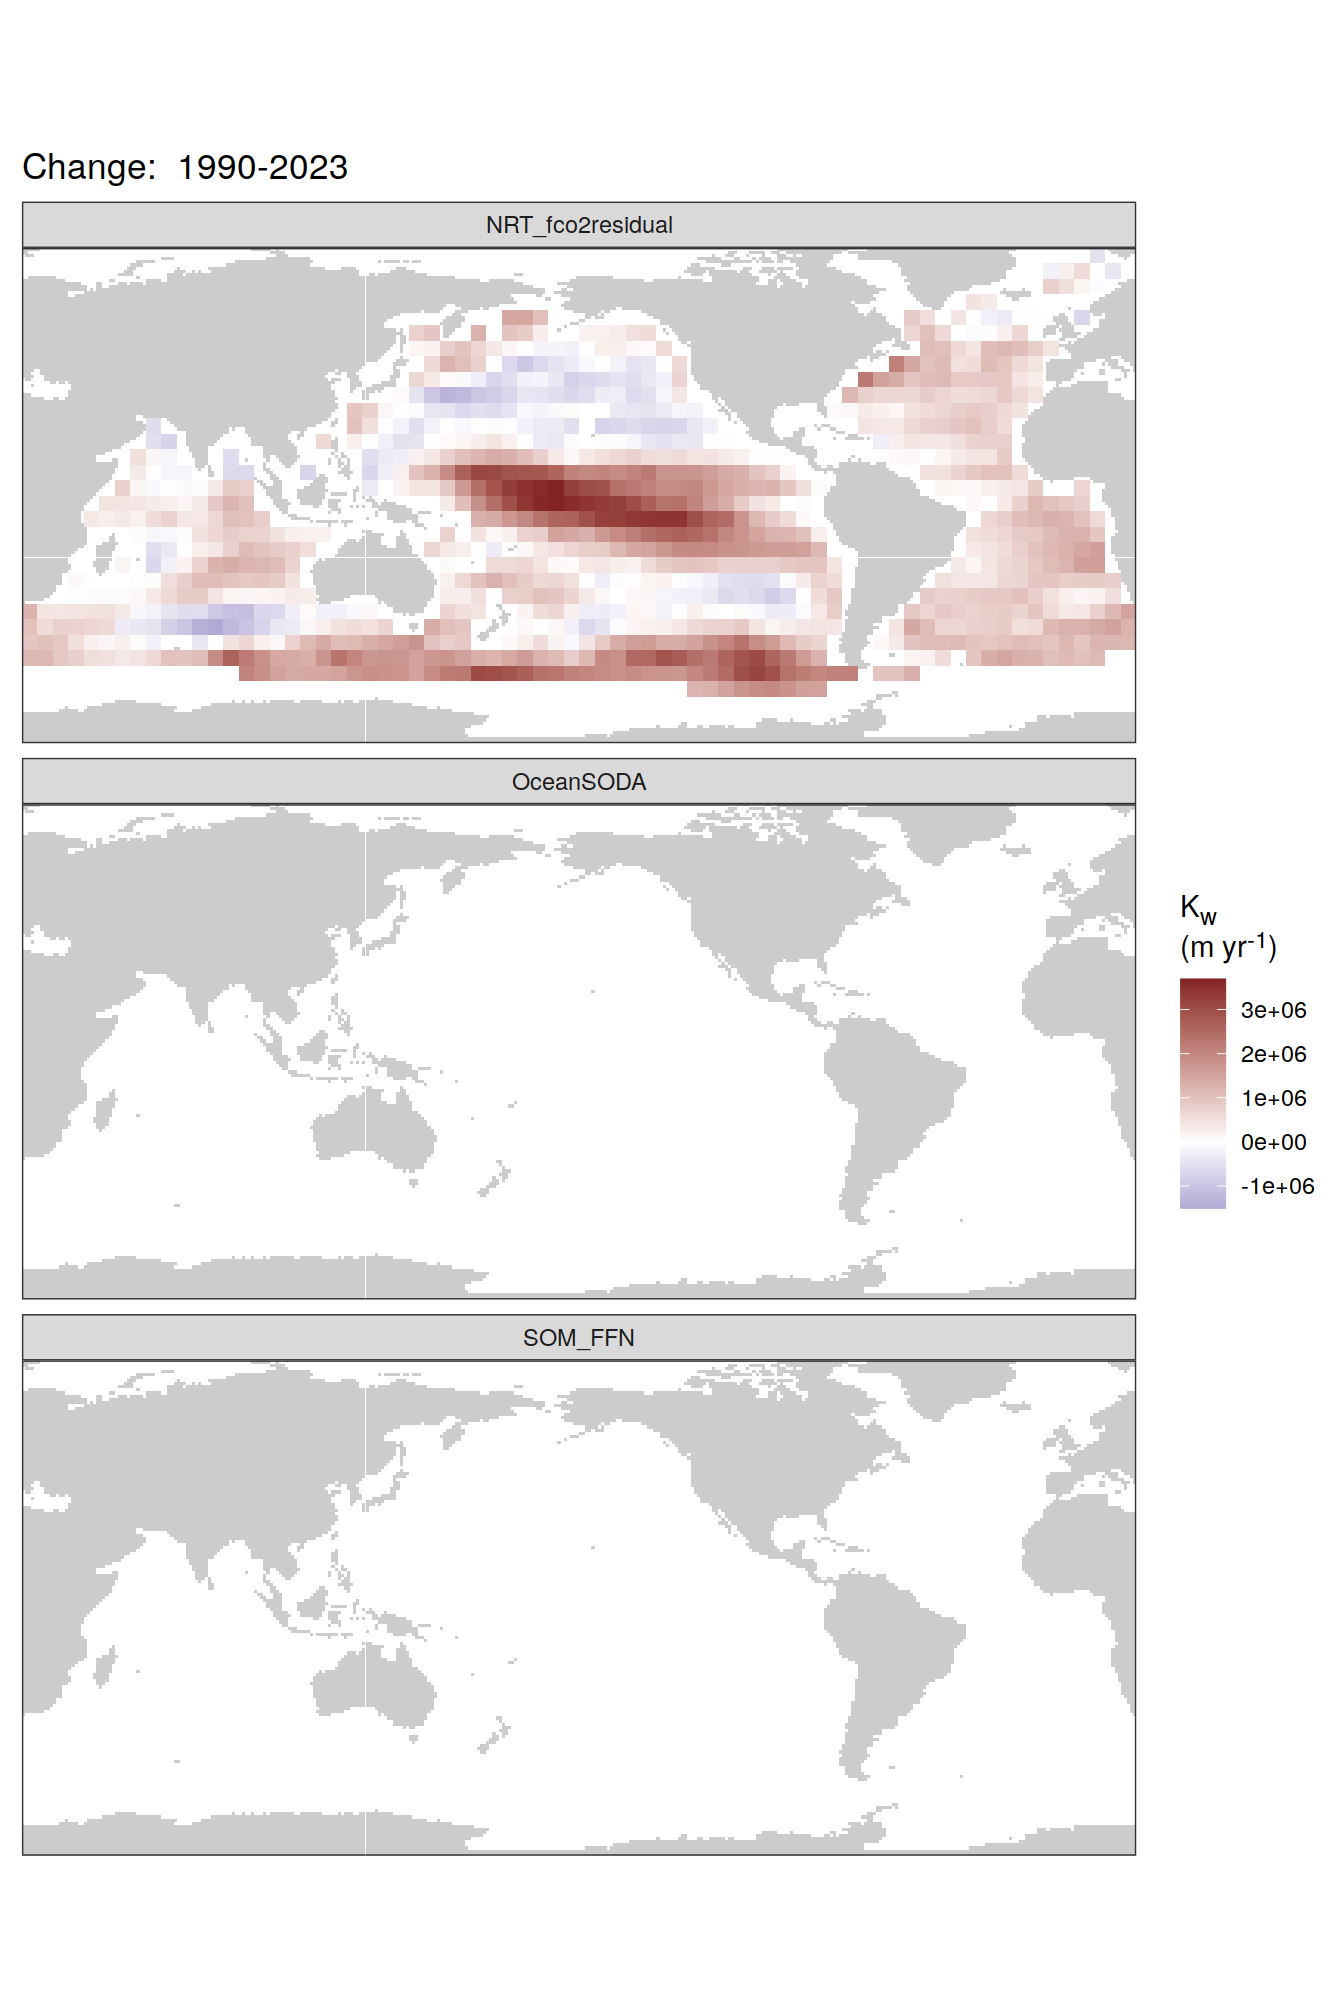 Change:  1990-2023
NRT_fco2residual
OceanSODA
Kw
(m yr-1)
3e+06
2e+06
1e+06
0e+00
-1e+06
SOM_FFN